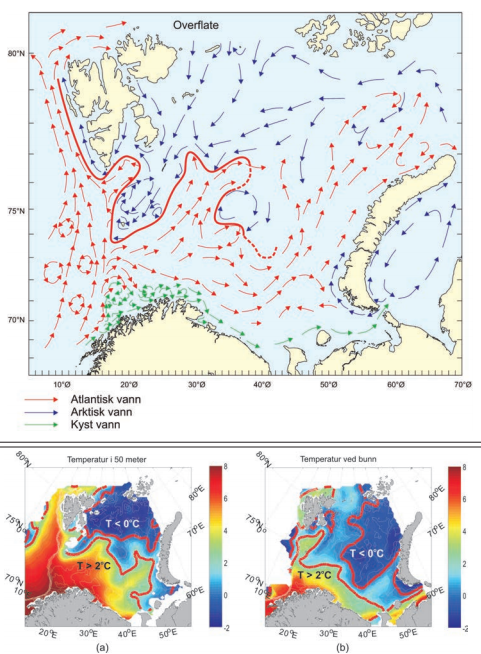 Overflate
80°N
75°N
70°N
10°Ø 20°Ø 30°Ø 40°Ø 50°Ø 60°Ø 70°Ø
Atlantisk vann
Arktisk vann
Kyst vann
Temperatur i 50 meter
Temperatur ved bunn
80°N
75°N
70°N
80°E
70°E
60°E
20°E 30°E 40°E 50°E
T < 0°C
T > 2°C
8
6
4
2
0
-2
80°N
75°N
70°N
80°E
70°E
60°E
20°E 30°E 40°E 50°E
T < 0°C
T > 2°C
8
6
4
2
0
-2
(a)
(b)